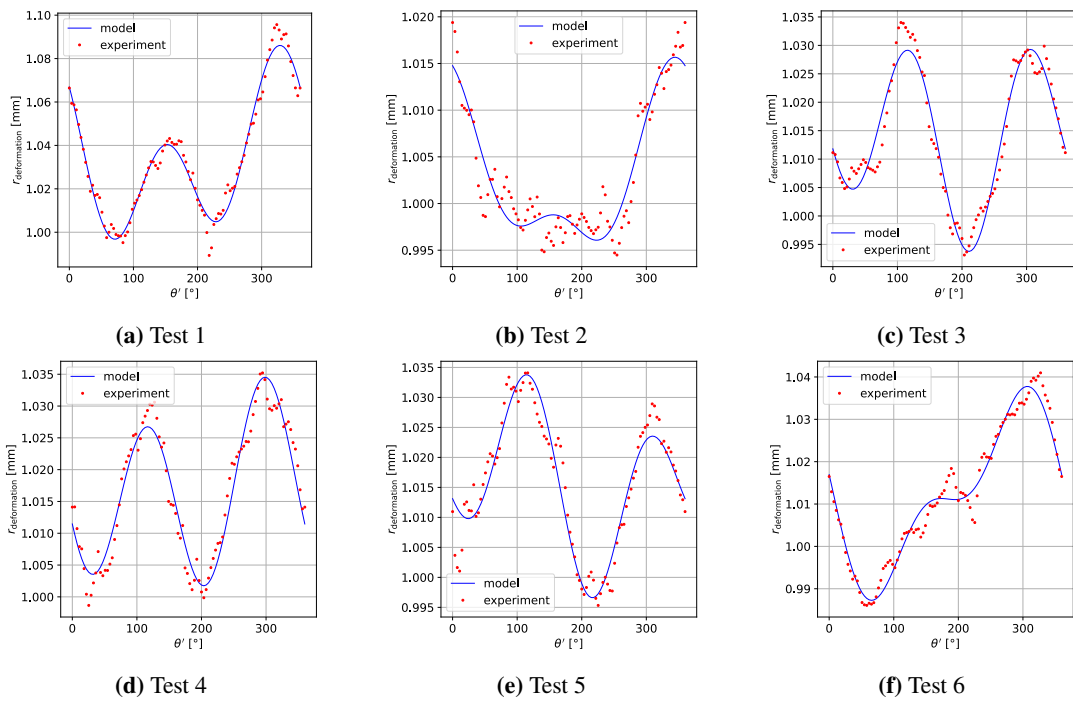 1.10
1.08
1.06
1.04
1.02
1.00
0 100 200 300
θ′ [°]
r_deformation [mm]
model
experiment
(a) Test 1
1.020
1.015
1.010
1.005
1.000
0.995
0 100 200 300
θ′ [°]
r_deformation [mm]
model
experiment
(b) Test 2
1.035
1.030
1.025
1.020
1.015
1.010
1.005
1.000
0.995
0 100 200 300
θ′ [°]
r_deformation [mm]
model
experiment
(c) Test 3
1.035
1.030
1.025
1.020
1.015
1.010
1.005
1.000
0 100 200 300
θ′ [°]
r_deformation [mm]
model
experiment
(d) Test 4
1.035
1.030
1.025
1.020
1.015
1.010
1.005
1.000
0.995
0 100 200 300
θ′ [°]
r_deformation [mm]
model
experiment
(e) Test 5
1.04
1.03
1.02
1.01
1.00
0.99
0 100 200 300
θ′ [°]
r_deformation [mm]
model
experiment
(f) Test 6